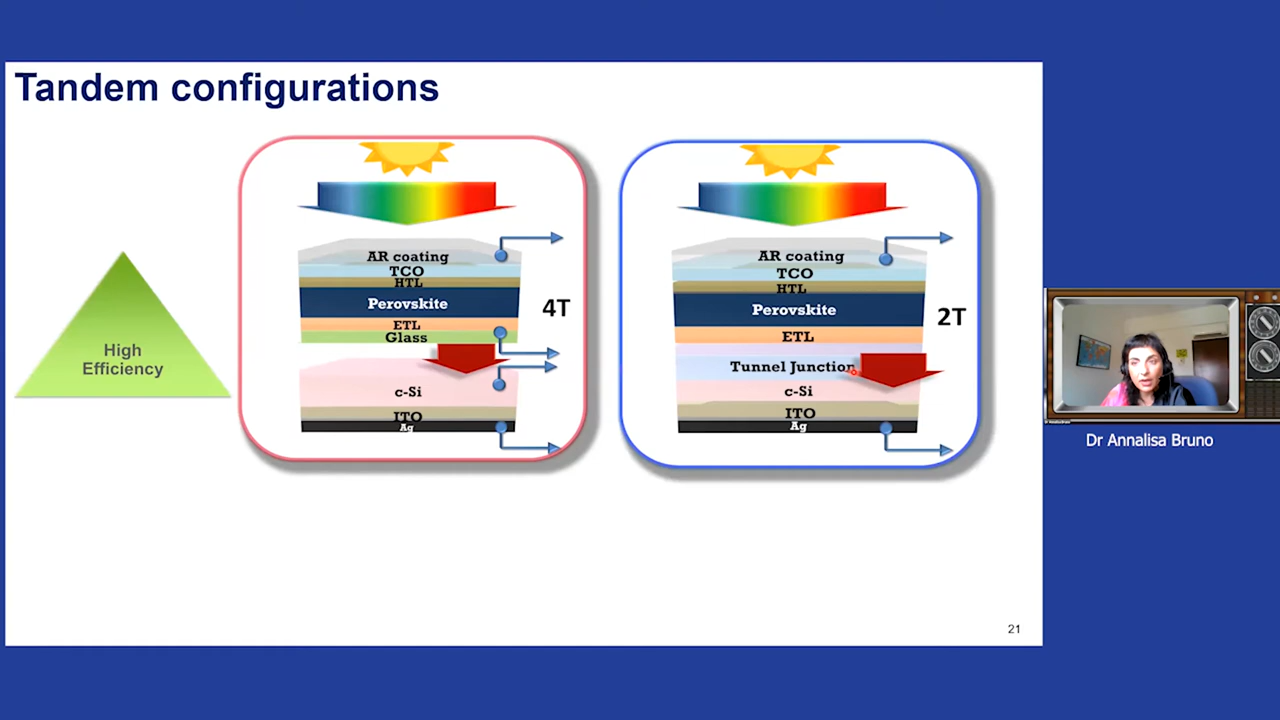 Tandem configurations
High
Efficiency
AR coating
TCO
HTL
Perovskite
ETL
Glass
4T
c-Si
ITO
Ag
AR coating
TCO
HTL
Perovskite
ETL
2T
Tunnel Junction
c-Si
ITO
Ag
21
Dr Annalisa Bruno